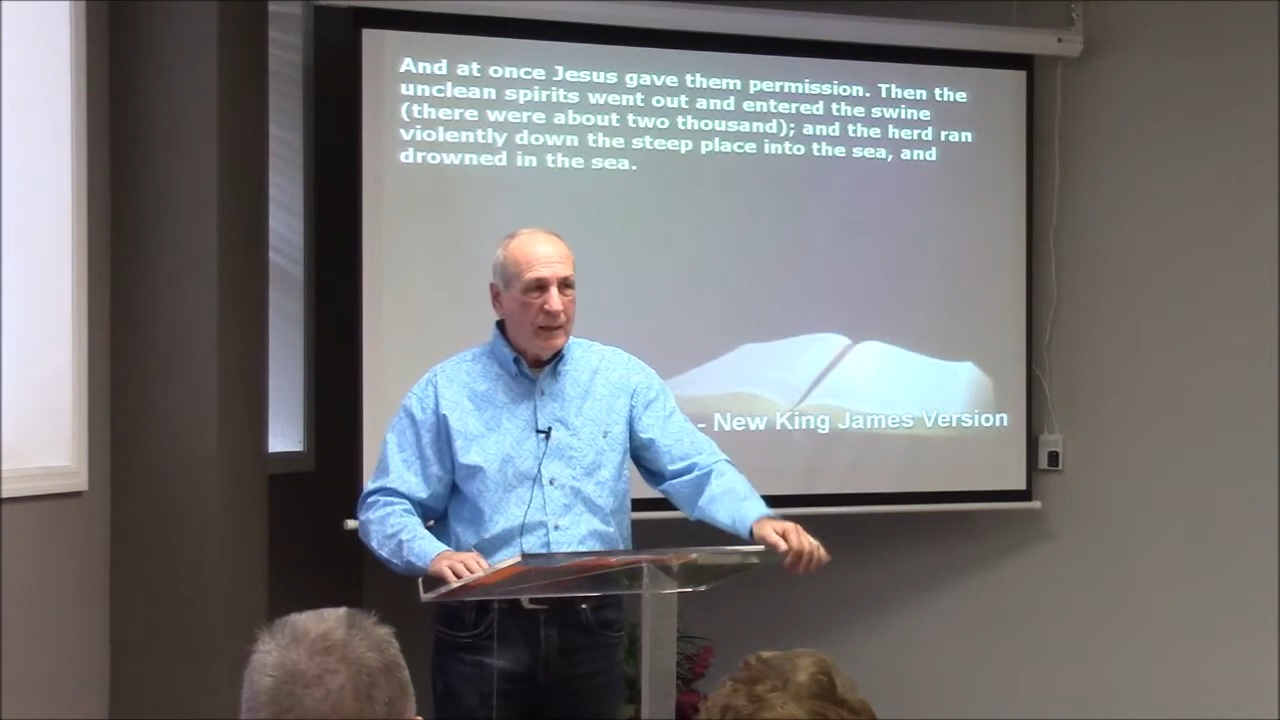 And at once Jesus gave them permission. Then the
unclean spirits went out and entered the swine
(there were about two thousand); and the herd ran
violently down the steep place into the sea, and
drowned in the sea.
- New King James Version